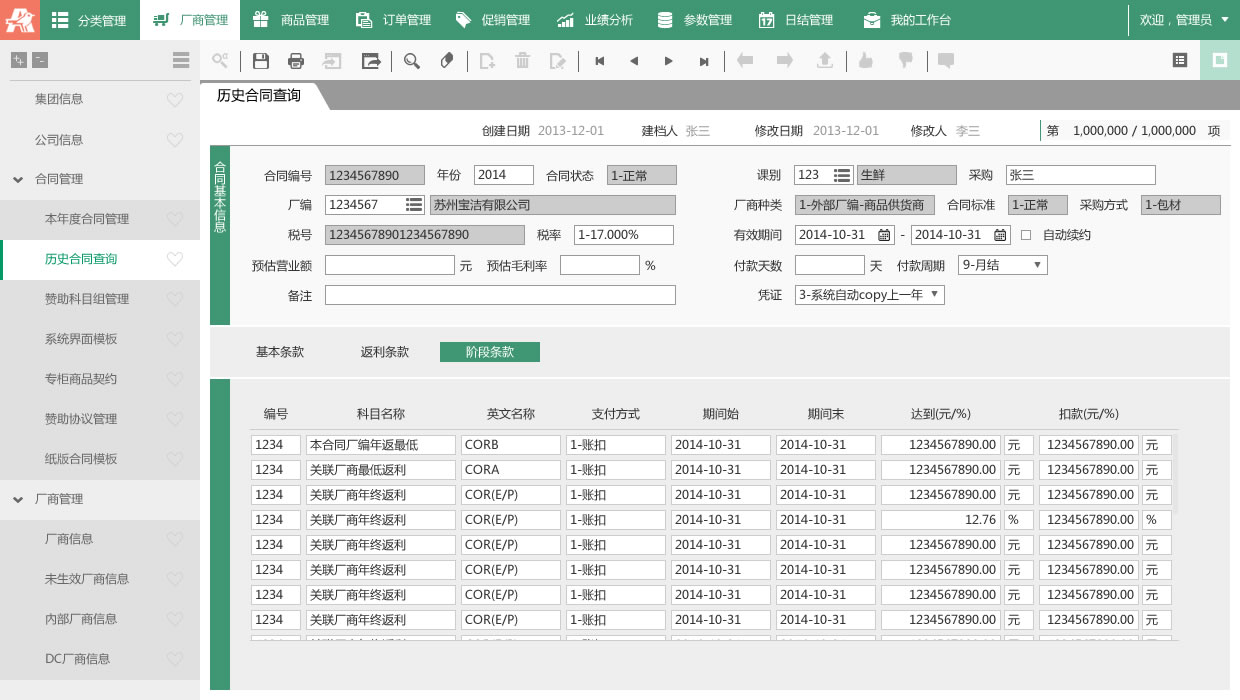 分类管理 厂商管理 商品管理 订单管理 促销管理 业绩分析 参数管理 日结管理 我的工作台 欢迎，管理员
历史合同查询
创建日期 2013-12-01 建档人 张三 修改日期 2013-12-01 修改人 李三 第 1,000,000 / 1,000,000 项
集团信息
公司信息
合同管理
本年度合同管理
历史合同查询
赞助科目组管理
系统界面模板
专柜商品契约
赞助协议管理
纸版合同模板
厂商管理
厂商信息
未生效厂商信息
内部厂商信息
DC厂商信息
合同基本信息
合同编号 1234567890 年份 2014 合同状态 1-正常 课别 123 生鲜 采购 张三
厂编 1234567 苏州宝洁有限公司 厂商种类 1-外部厂编-商品供货商 合同标准 1-正常 采购方式 1-包材
税号 12345678901234567890 税率 1-17.000% 有效期间 2014-10-31 - 2014-10-31 自动续约
预估营业额 元 预估毛利率 % 付款天数 天 付款周期 9-月结
备注 凭证 3-系统自动copy上一年
基本条款 返利条款 阶段条款
编号 科目名称 英文名称 支付方式 期间始 期间末 达到(元/%) 扣款(元/%)
1234 本合同厂编年返最低 CORB 1-账扣 2014-10-31 2014-10-31 1234567890.00 元 1234567890.00 元
1234 关联厂商最低返利 CORA 1-账扣 2014-10-31 2014-10-31 1234567890.00 元 1234567890.00 元
1234 关联厂商年终返利 COR(E/P) 1-账扣 2014-10-31 2014-10-31 1234567890.00 元 1234567890.00 元
1234 关联厂商年终返利 COR(E/P) 1-账扣 2014-10-31 2014-10-31 12.76 % 1234567890.00 %
1234 关联厂商年终返利 COR(E/P) 1-账扣 2014-10-31 2014-10-31 1234567890.00 元 1234567890.00 元
1234 关联厂商年终返利 COR(E/P) 1-账扣 2014-10-31 2014-10-31 1234567890.00 元 1234567890.00 元
1234 关联厂商年终返利 COR(E/P) 1-账扣 2014-10-31 2014-10-31 1234567890.00 元 1234567890.00 元
1234 关联厂商年终返利 COR(E/P) 1-账扣 2014-10-31 2014-10-31 1234567890.00 元 1234567890.00 元